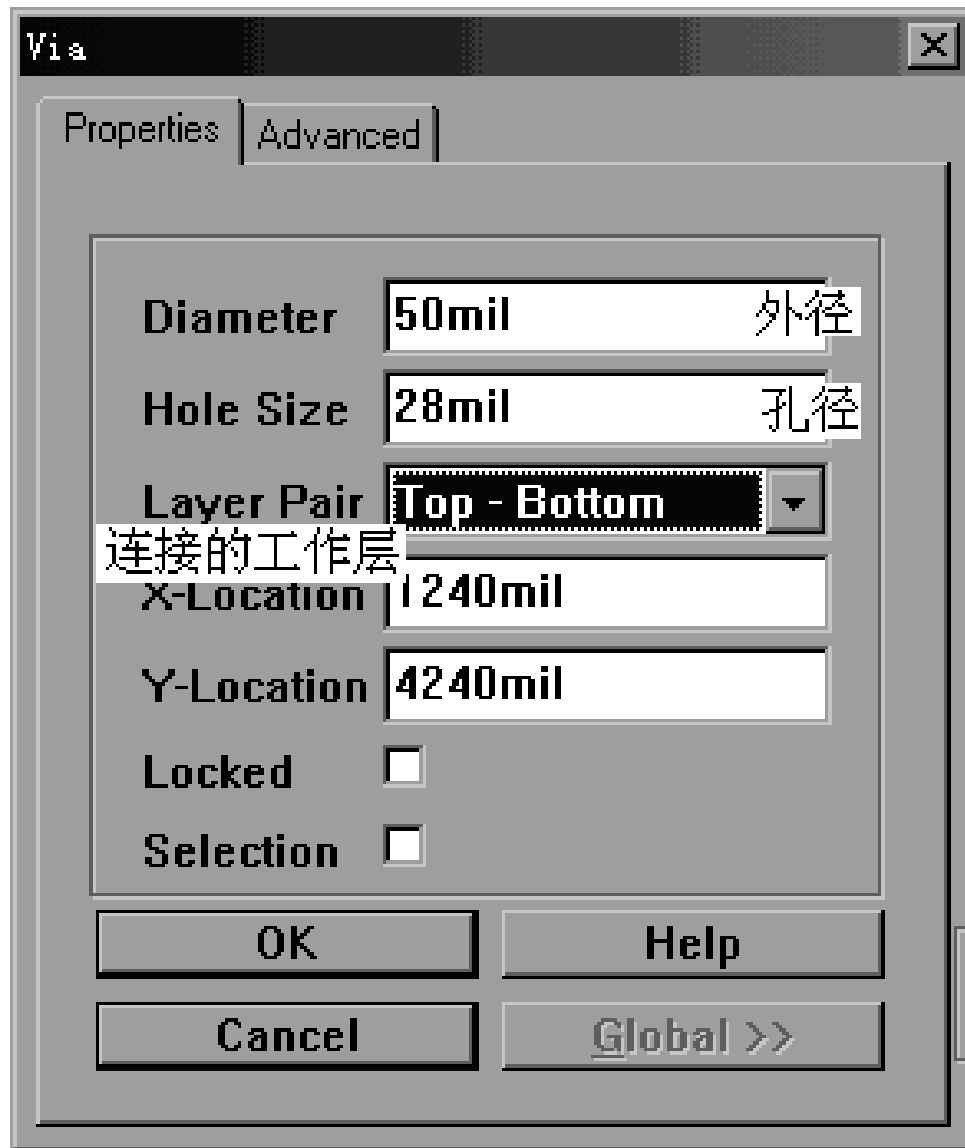 Via
Properties Advanced
Diameter 50mil 外径
Hole Size 28mil 孔径
Layer Pair Top - Bottom
连接的工作层
X-Location 1240mil
Y-Location 4240mil
Locked
Selection
OK Help
Cancel Global >>